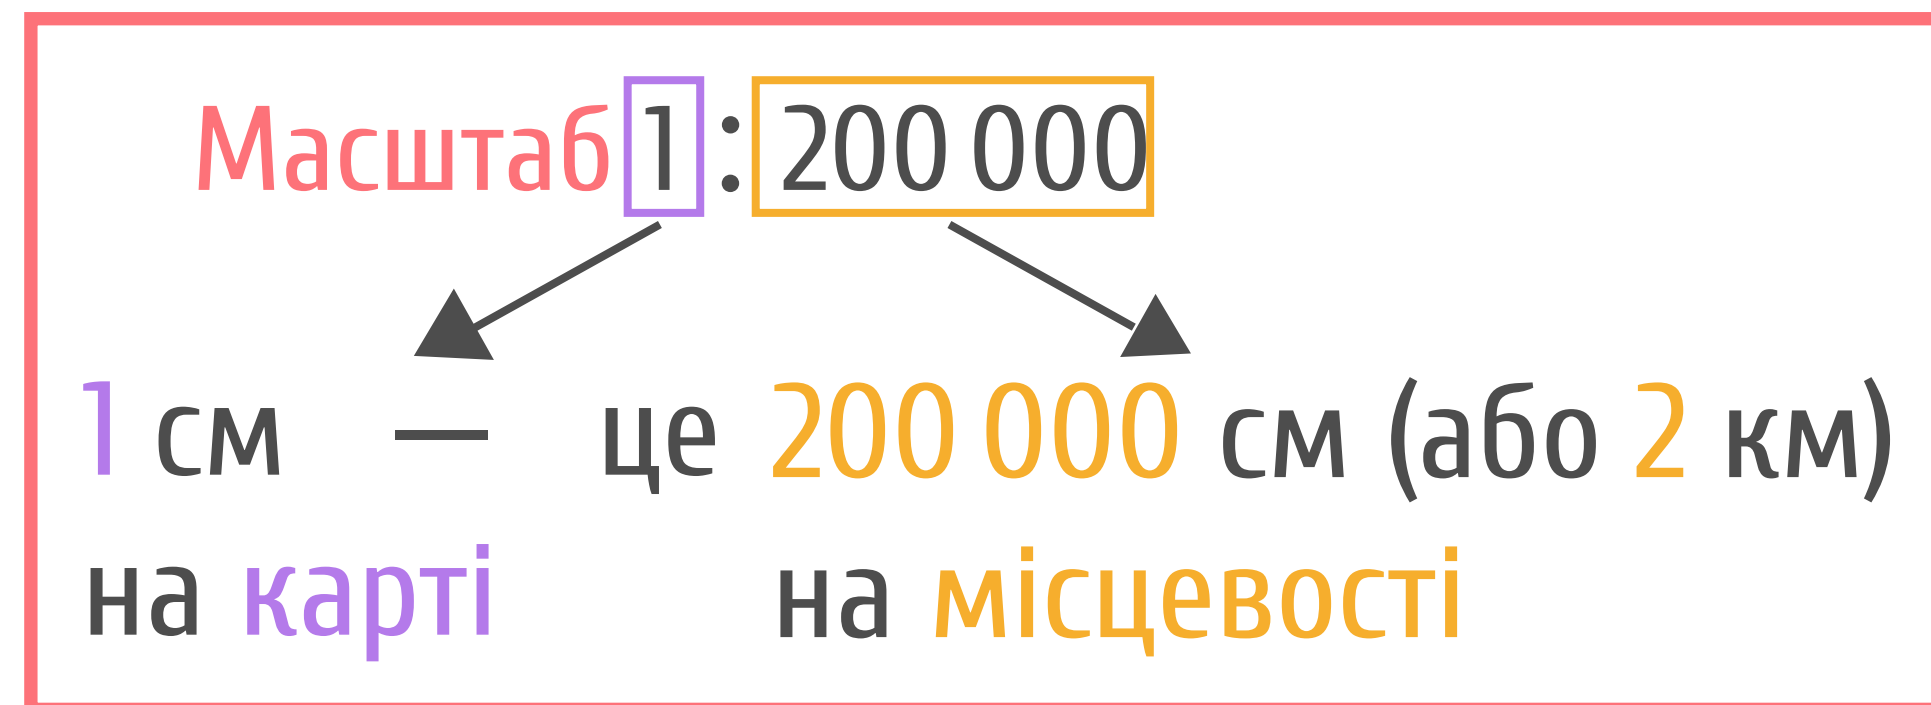 Масштаб 1 : 200 000
1 см — це 200 000 см (або 2 км)
на карті на місцевості